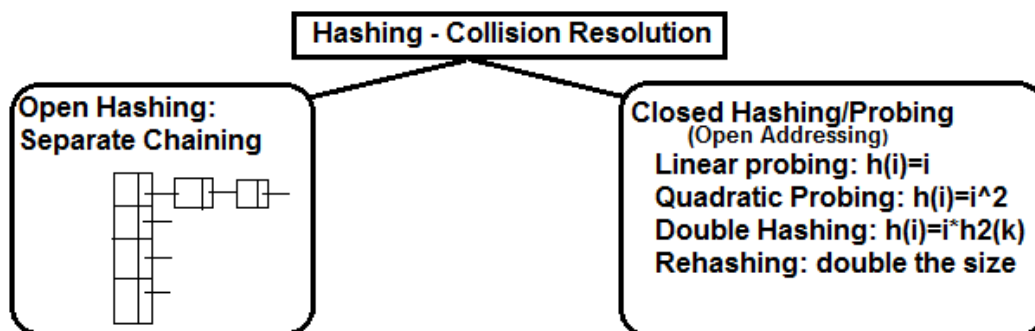 Hashing - Collision Resolution
Open Hashing:
Separate Chaining
Closed Hashing/Probing
(Open Addressing)
Linear probing: h(i)=i
Quadratic Probing: h(i)=i^2
Double Hashing: h(i)=i*h2(k)
Rehashing: double the size